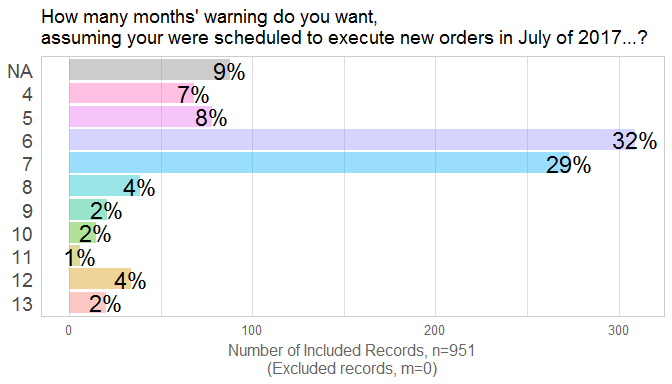 How many months' warning do you want,
assuming your were scheduled to execute new orders in July of 2017...?
NA 9%
4 7%
5 8%
6 32%
7 29%
8 4%
9 2%
10 2%
11 1%
12 4%
13 2%
0 100 200 300
Number of Included Records, n=951
(Excluded records, m=0)